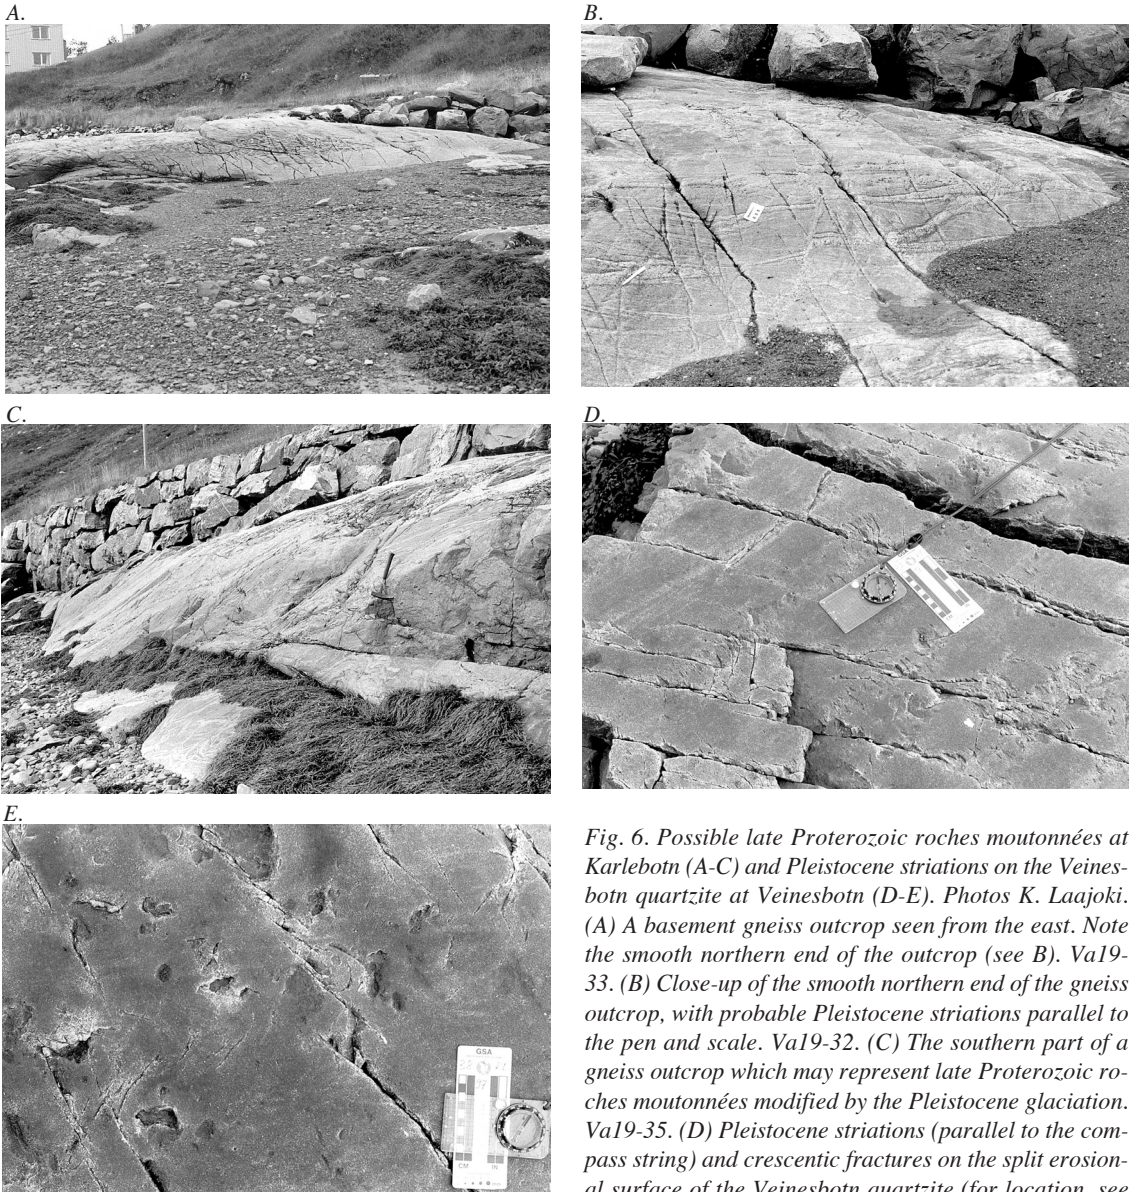 A.
B.
C.
D.
E.
GSA
CM
IN
Fig. 6. Possible late Proterozoic roches moutonnées at
Karlebotn (A-C) and Pleistocene striations on the Veines-
botn quartzite at Veinesbotn (D-E). Photos K. Laajoki.
(A) A basement gneiss outcrop seen from the east. Note
the smooth northern end of the outcrop (see B). Va19-
33. (B) Close-up of the smooth northern end of the gneiss
outcrop, with probable Pleistocene striations parallel to
the pen and scale. Va19-32. (C) The southern part of a
gneiss outcrop which may represent late Proterozoic ro-
ches moutonnées modified by the Pleistocene glaciation.
Va19-35. (D) Pleistocene striations (parallel to the com-
pass string) and crescentic fractures on the split erosion-
al surface of the Veinesbotn quartzite (for location, see